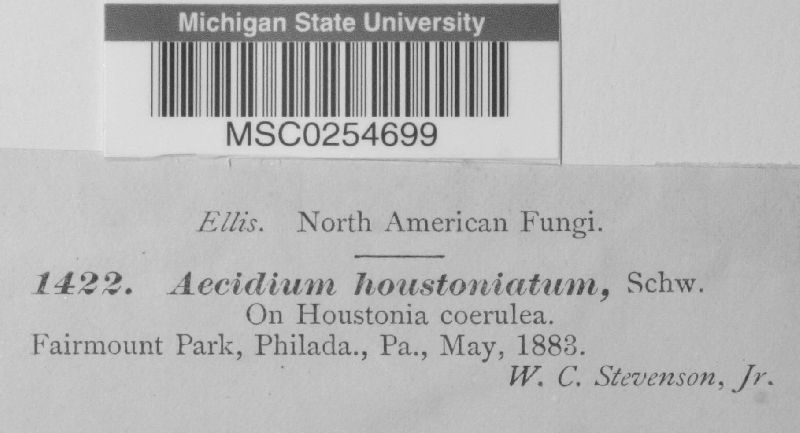 Michigan State University
MSC0254699
Ellis. North American Fungi.
1422. Aecidium houstoniatum, Schw.
On Houstonia coerulea.
Fairmount Park, Philada., Pa., May, 1883.
W. C. Stevenson, Jr.